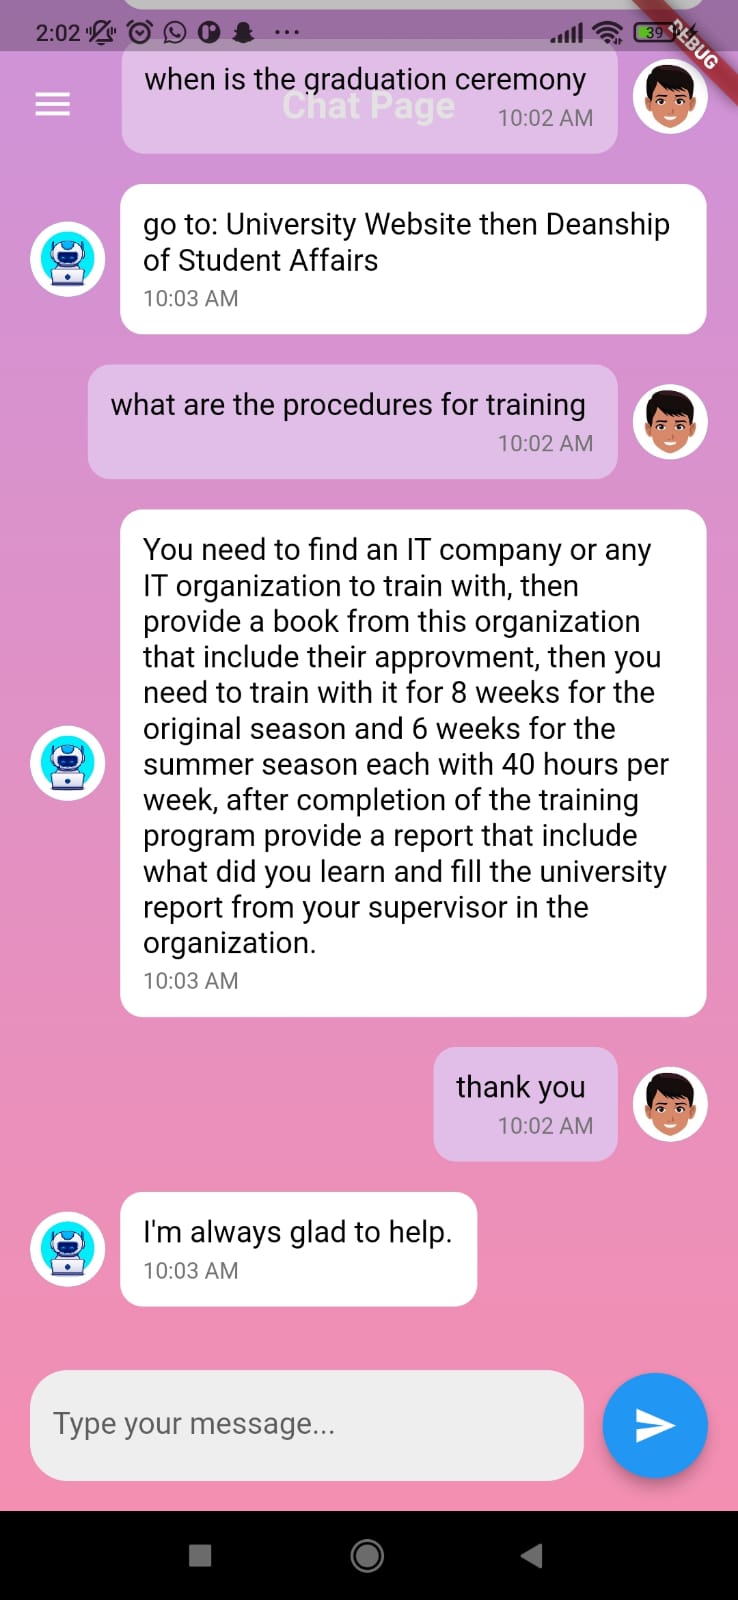 2:02
39
DEBUG
when is the graduation ceremony
Chat Page
10:02 AM
go to: University Website then Deanship
of Student Affairs
10:03 AM
what are the procedures for training
10:02 AM
You need to find an IT company or any
IT organization to train with, then
provide a book from this organization
that include their approvment, then you
need to train with it for 8 weeks for the
original season and 6 weeks for the
summer season each with 40 hours per
week, after completion of the training
program provide a report that include
what did you learn and fill the university
report from your supervisor in the
organization.
10:03 AM
thank you
10:02 AM
I'm always glad to help.
10:03 AM
Type your message...